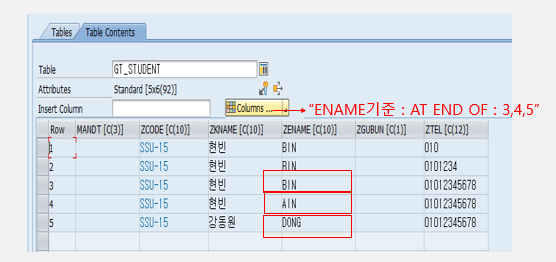 Tables Table Contents
Table GT_STUDENT
Attributes Standard [5x6(92)]
Insert Column Columns ... "ENAME기준 : AT END OF : 3,4,5"
Row MANDT [C(3)] ZCODE [C(10)] ZKNAME [C(10)] ZENAME [C(10)] ZGUBUN [C(1)] ZTEL [C(12)]
1 SSU-15 현빈 BIN 010
2 SSU-15 현빈 BIN 0101234
3 SSU-15 현빈 BIN 01012345678
4 SSU-15 현빈 AIN 01012345678
5 SSU-15 강동원 DONG 01012345678